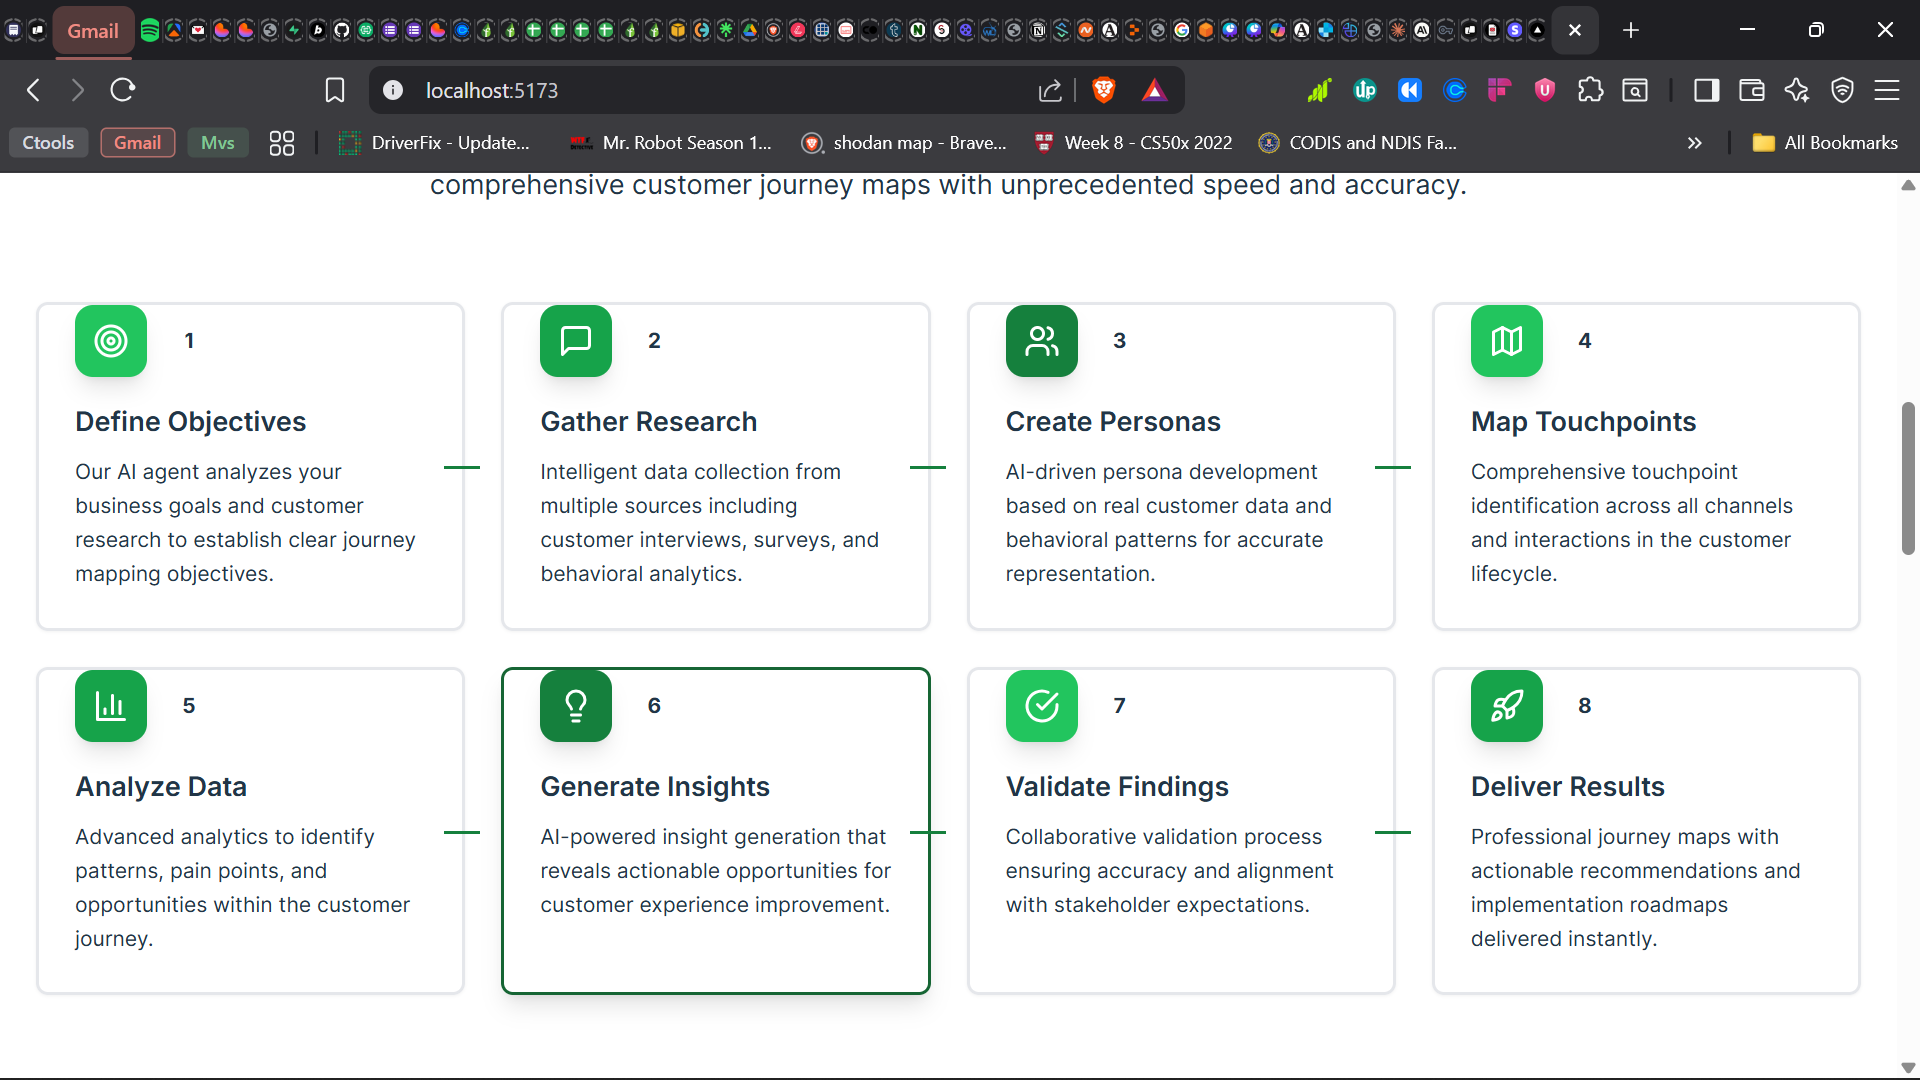 Gmail
localhost:5173
Ctools
Gmail
Mvs
DriverFix - Update...
Mr. Robot Season 1...
shodan map - Brave...
Week 8 - CS50x 2022
CODIS and NDIS Fa...
All Bookmarks
comprehensive customer journey maps with unprecedented speed and accuracy.
1
Define Objectives
Our AI agent analyzes your
business goals and customer
research to establish clear journey
mapping objectives.
2
Gather Research
Intelligent data collection from
multiple sources including
customer interviews, surveys, and
behavioral analytics.
3
Create Personas
AI-driven persona development
based on real customer data and
behavioral patterns for accurate
representation.
4
Map Touchpoints
Comprehensive touchpoint
identification across all channels
and interactions in the customer
lifecycle.
5
Analyze Data
Advanced analytics to identify
patterns, pain points, and
opportunities within the customer
journey.
6
Generate Insights
AI-powered insight generation that
reveals actionable opportunities for
customer experience improvement.
7
Validate Findings
Collaborative validation process
ensuring accuracy and alignment
with stakeholder expectations.
8
Deliver Results
Professional journey maps with
actionable recommendations and
implementation roadmaps
delivered instantly.